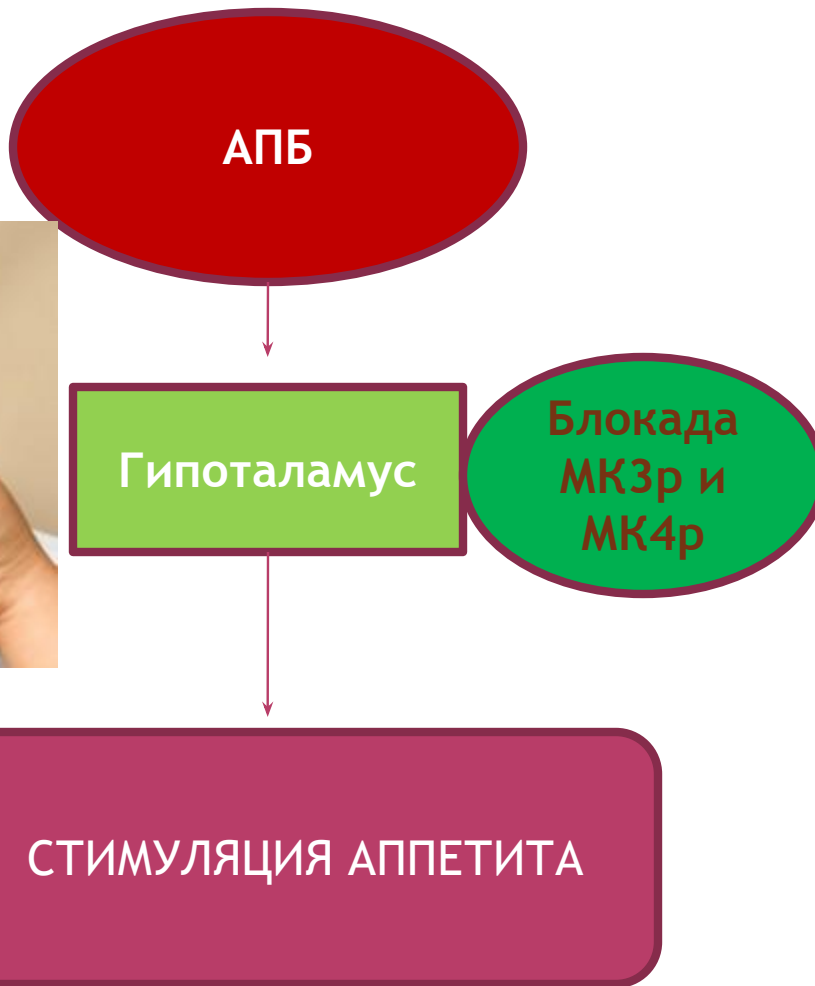 АПБ
Гипоталамус
Блокада
МК3р и
МК4р
СТИМУЛЯЦИЯ АППЕТИТА